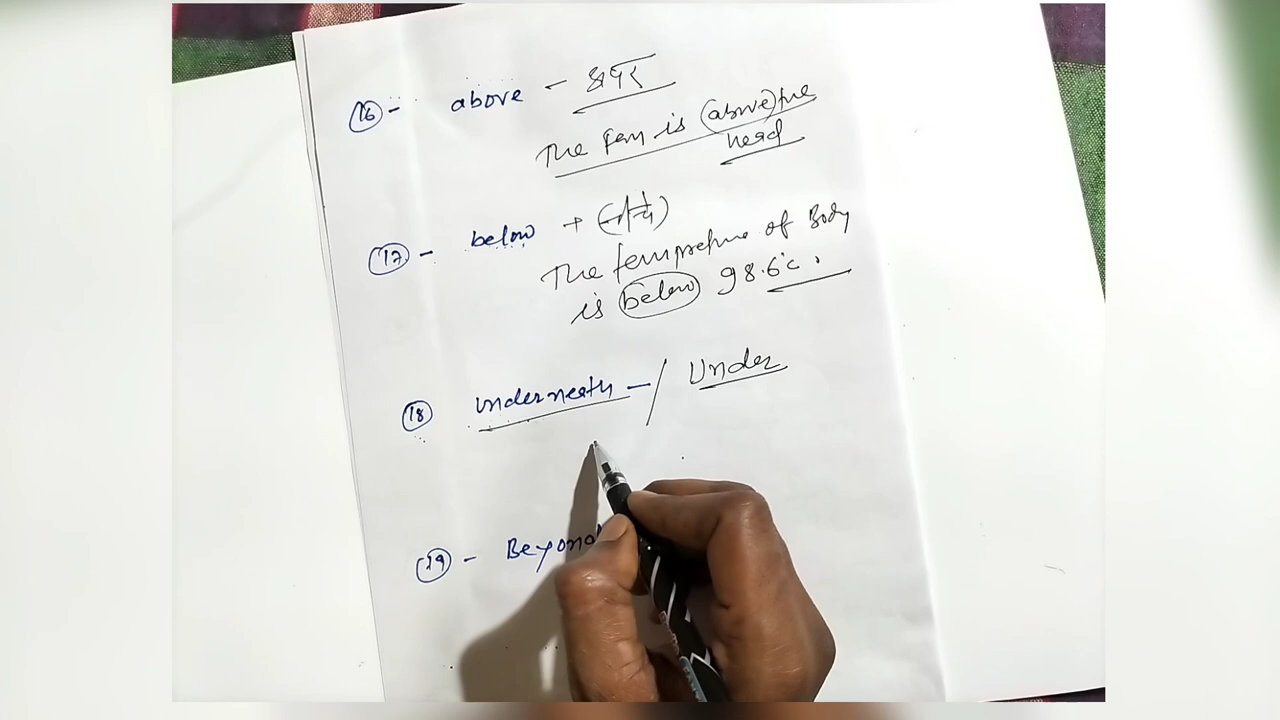 16 - above - ऊपर
The fan is (above) the
head
17 - below + (नीचे)
The temprature of Body
is below 98.6°c.
18 underneath - / Under
19 - Beyond